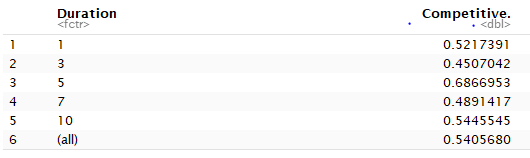 Duration Competitive.
<fctr> <dbl>
1 1 0.5217391
2 3 0.4507042
3 5 0.6866953
4 7 0.4891417
5 10 0.5445545
6 (all) 0.5405680